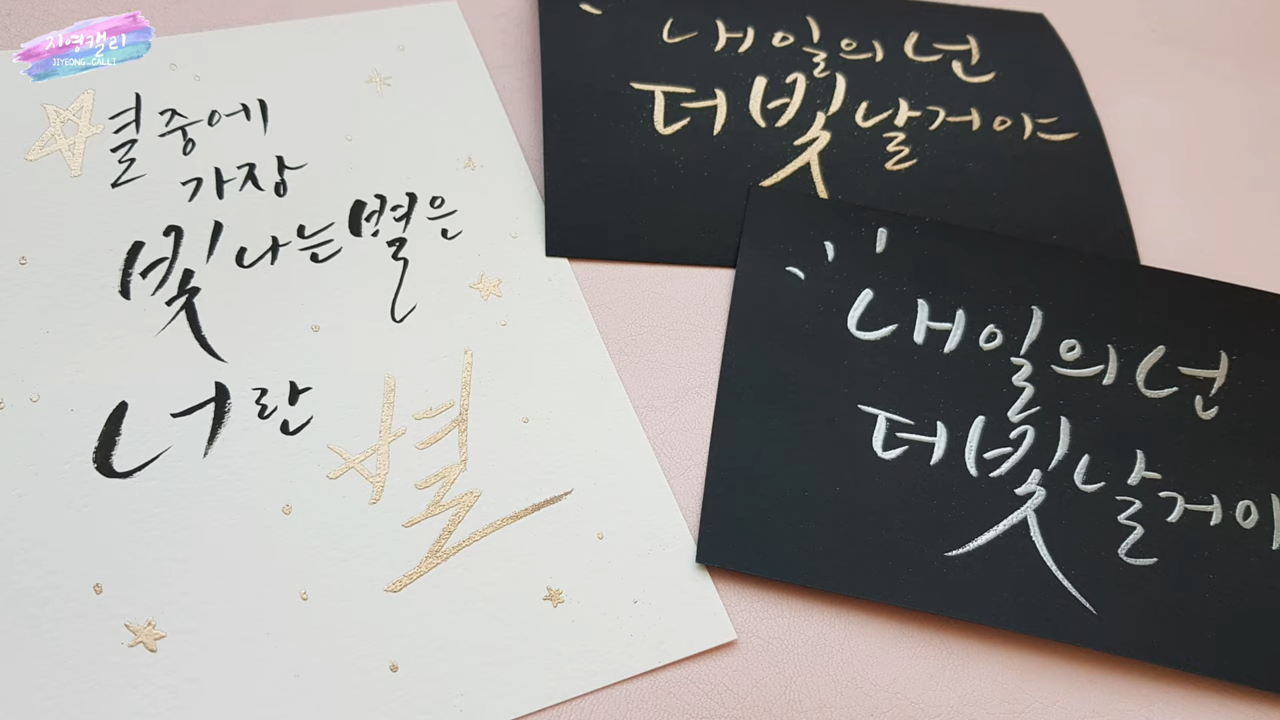 지영캘리
JIYEONG_CALLI
별중에
가장
빛나는 별은
너란 별
내일의 넌
더 빛날거야
내일의 넌
더 빛날거야